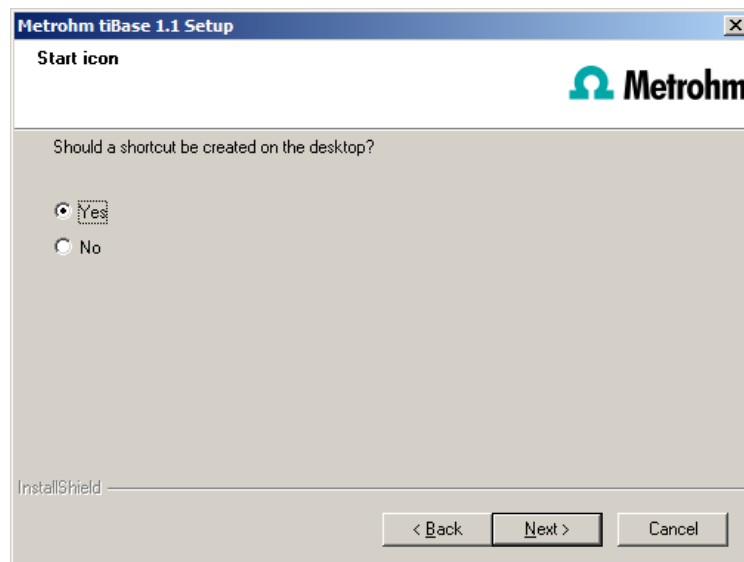 Metrohm tiBase 1.1 Setup
Start icon
Metrohm
Should a shortcut be created on the desktop?
Yes
No
InstallShield
< Back Next > Cancel